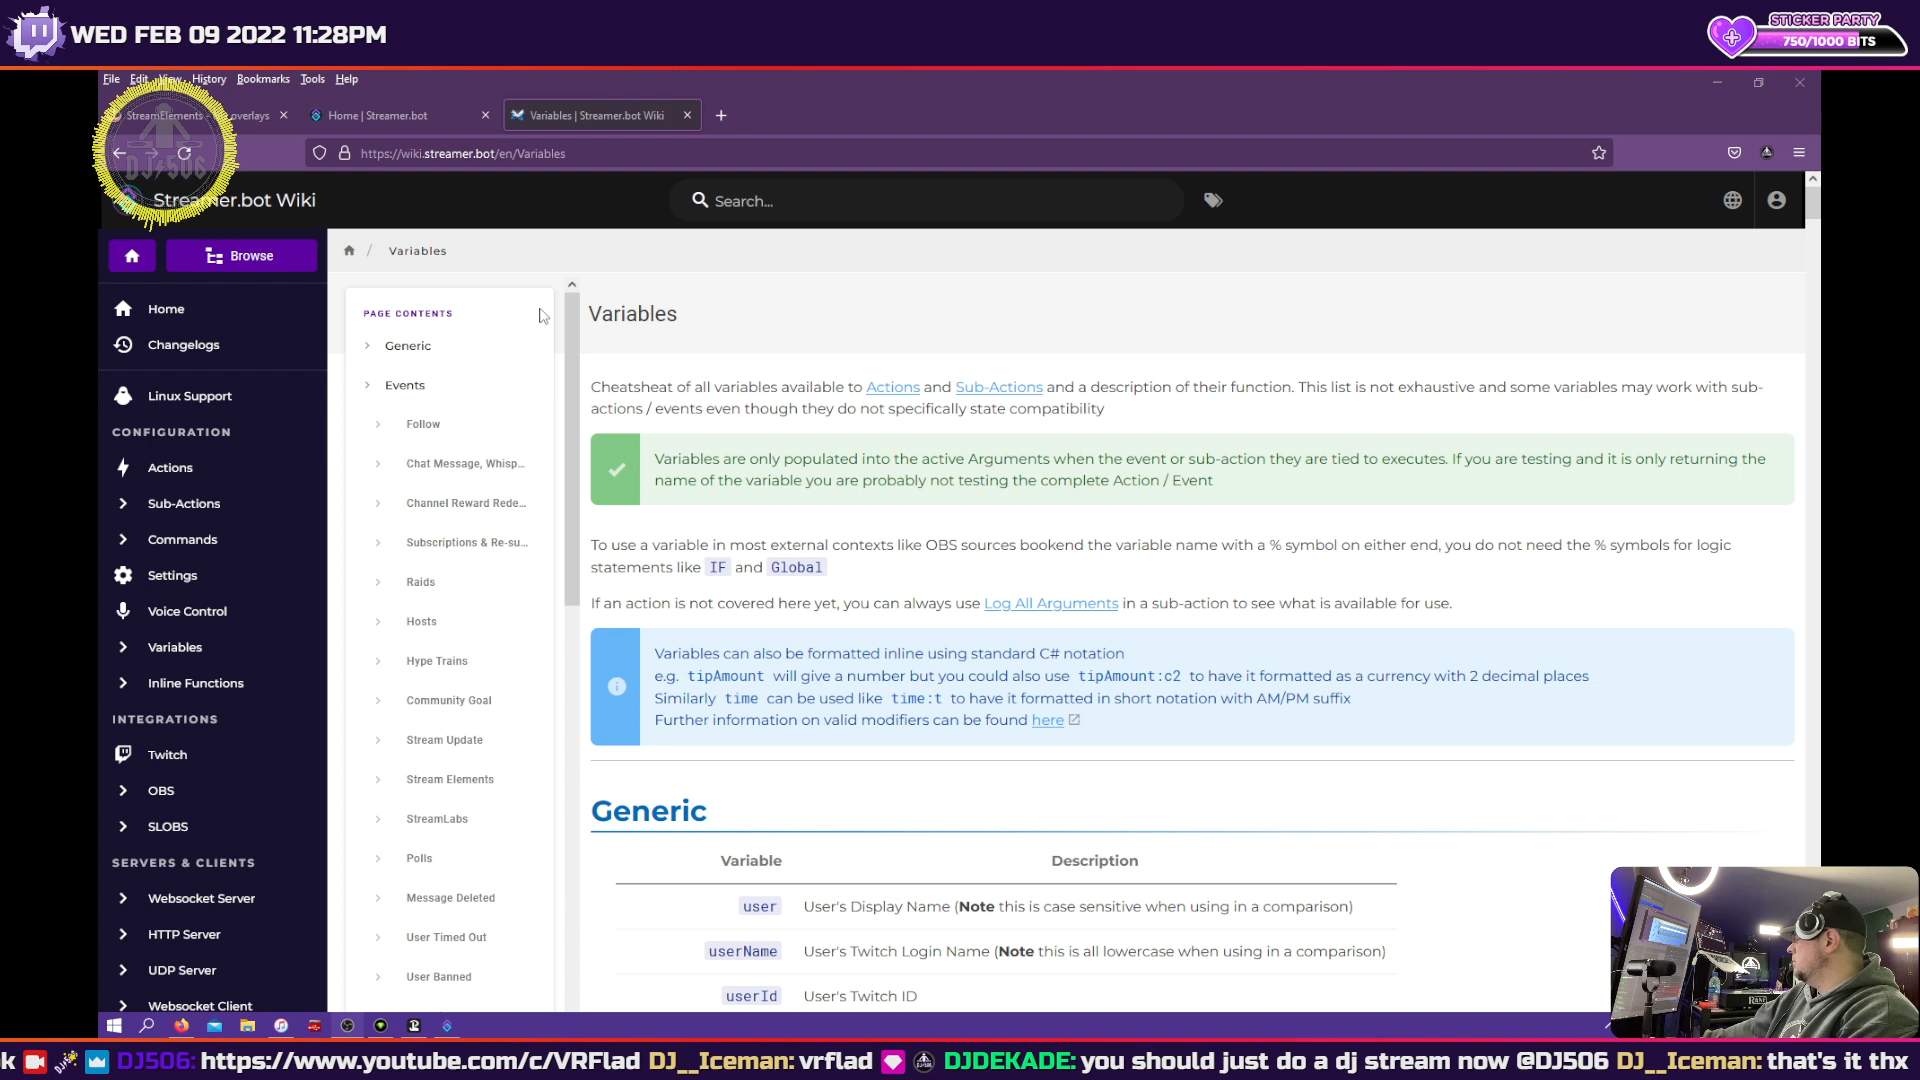 WED FEB 09 2022 11:28PM
STICKER PARTY
750/1000 BITS
File Edit View History Bookmarks Tools Help
StreamElements - overlays
Home | Streamer.bot
Variables | Streamer.bot Wiki
https://wiki.streamer.bot/en/Variables
DJ506
Streamer.bot Wiki
Search...
Browse
Home
Changelogs
Linux Support
CONFIGURATION
Actions
Sub-Actions
Commands
Settings
Voice Control
Variables
Inline Functions
INTEGRATIONS
Twitch
OBS
SLOBS
SERVERS & CLIENTS
Websocket Server
HTTP Server
UDP Server
Websocket Client
/ Variables
PAGE CONTENTS
Generic
Events
Follow
Chat Message, Whisp...
Channel Reward Rede...
Subscriptions & Re-su...
Raids
Hosts
Hype Trains
Community Goal
Stream Update
Stream Elements
StreamLabs
Polls
Message Deleted
User Timed Out
User Banned
Variables
Cheatsheat of all variables available to Actions and Sub-Actions and a description of their function. This list is not exhaustive and some variables may work with sub-
actions / events even though they do not specifically state compatibility
Variables are only populated into the active Arguments when the event or sub-action they are tied to executes. If you are testing and it is only returning the
name of the variable you are probably not testing the complete Action / Event
To use a variable in most external contexts like OBS sources bookend the variable name with a % symbol on either end, you do not need the % symbols for logic
statements like IF and Global
If an action is not covered here yet, you can always use Log All Arguments in a sub-action to see what is available for use.
Variables can also be formatted inline using standard C# notation
e.g. tipAmount will give a number but you could also use tipAmount:c2 to have it formatted as a currency with 2 decimal places
Similarly time can be used like time:t to have it formatted in short notation with AM/PM suffix
Further information on valid modifiers can be found here
Generic
Variable Description
user User's Display Name (Note this is case sensitive when using in a comparison)
userName User's Twitch Login Name (Note this is all lowercase when using in a comparison)
userId User's Twitch ID
k DJ506: https://www.youtube.com/c/VRFlad DJ__Iceman: vrflad DJDEKADE: you should just do a dj stream now @DJ506 DJ__Iceman: that's it thx